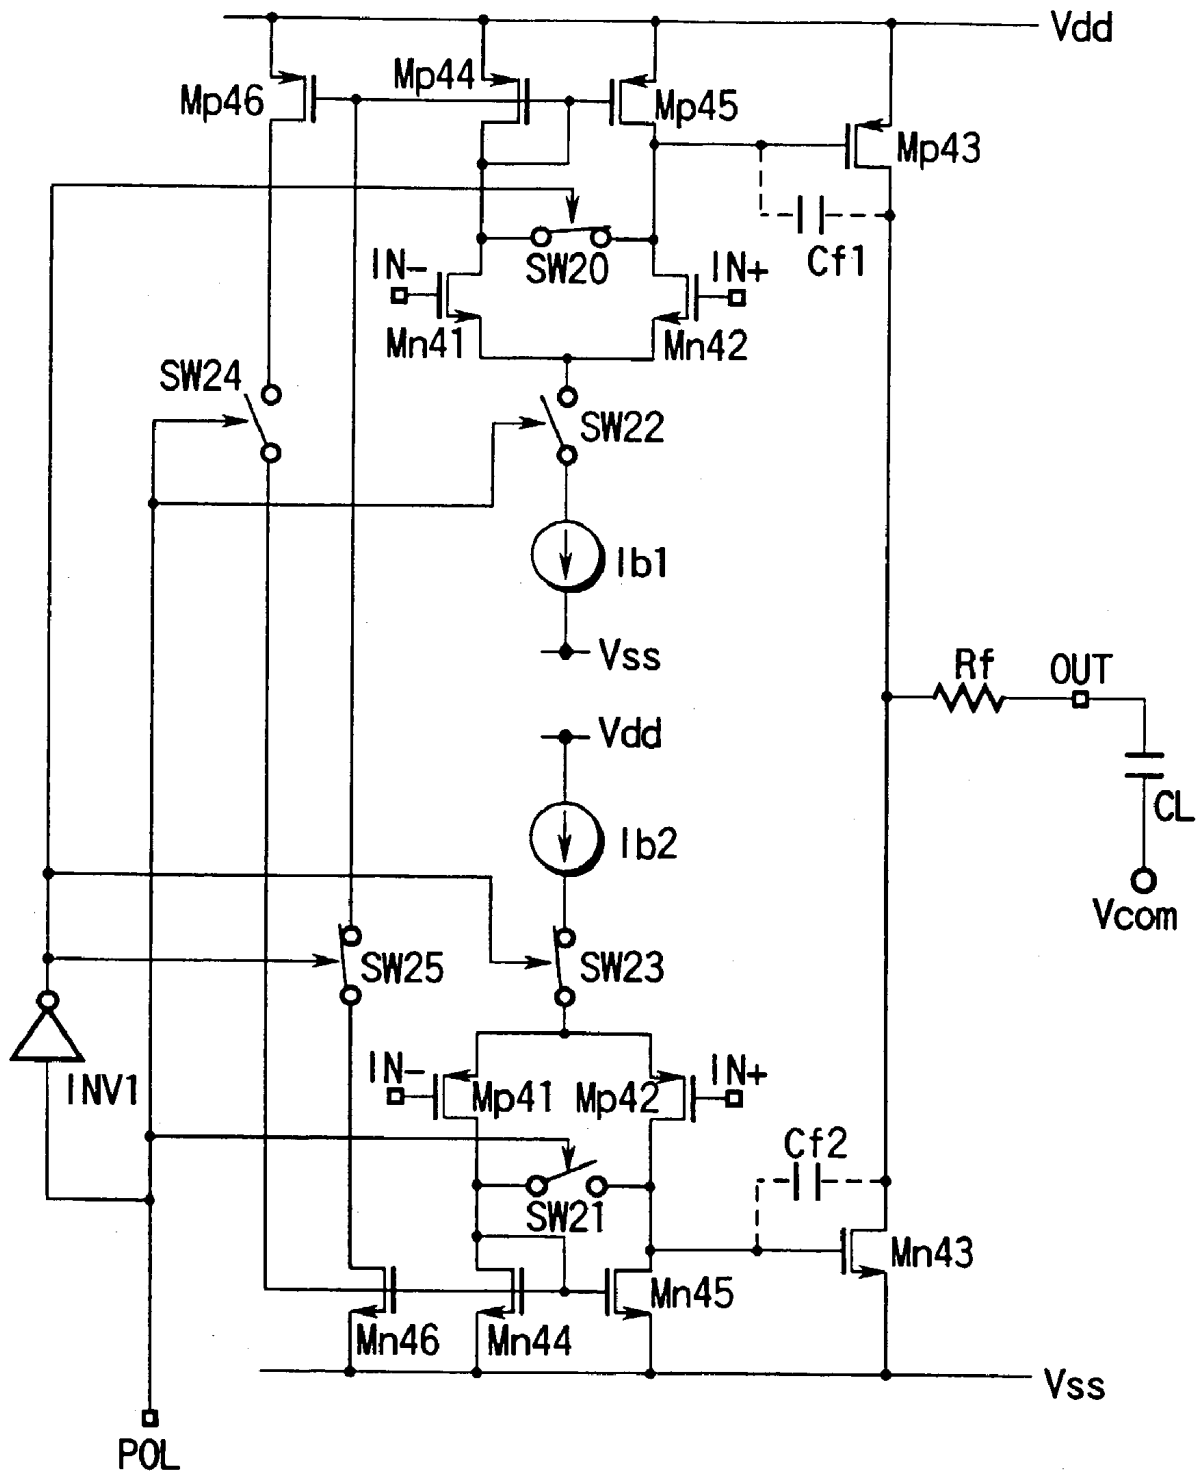 Vdd
Mp46
Mp44
Mp45
Mp43
Cf1
IN-
SW20
IN+
Mn41
Mn42
SW24
SW22
Ib1
Vss
Rf
OUT
Vdd
CL
Ib2
Vcom
SW25
SW23
IN-
IN+
INV1
Mp41
Mp42
Cf2
SW21
Mn43
Mn45
Mn46
Mn44
Vss
POL